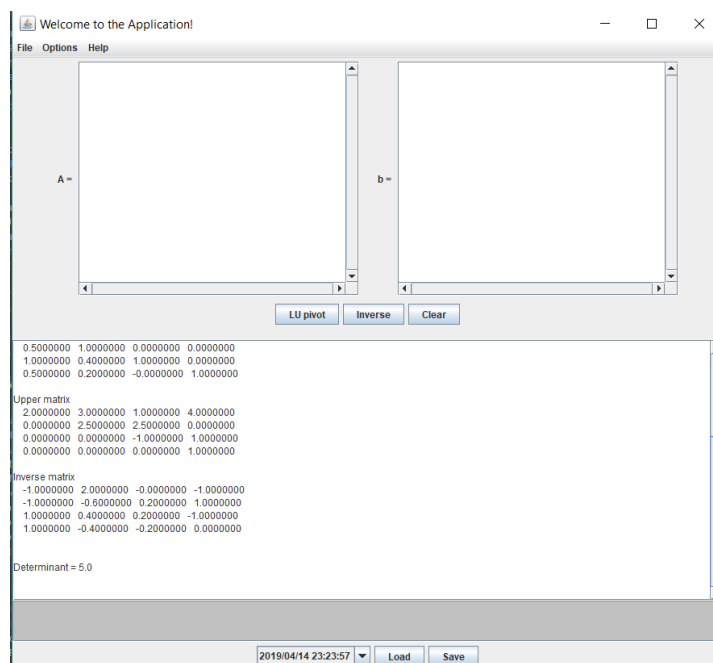 Welcome to the Application!
File Options Help
A =
b =
LU pivot Inverse Clear
0.5000000 1.0000000 0.0000000 0.0000000
1.0000000 0.4000000 1.0000000 0.0000000
0.5000000 0.2000000 -0.0000000 1.0000000
Upper matrix
2.0000000 3.0000000 1.0000000 4.0000000
0.0000000 2.5000000 2.5000000 0.0000000
0.0000000 0.0000000 -1.0000000 1.0000000
0.0000000 0.0000000 0.0000000 1.0000000
Inverse matrix
-1.0000000 2.0000000 -0.0000000 -1.0000000
-1.0000000 -0.6000000 0.2000000 1.0000000
1.0000000 0.4000000 0.2000000 -1.0000000
1.0000000 -0.4000000 -0.2000000 0.0000000
Determinant = 5.0
2019/04/14 23:23:57 Load Save